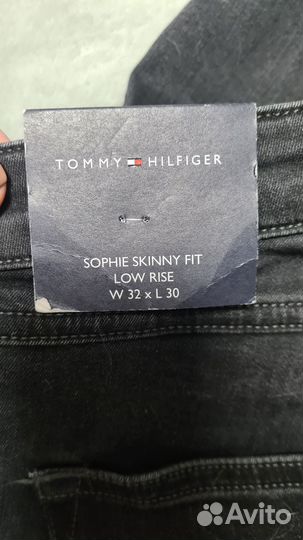 TOMMY HILFIGER
SOPHIE SKINNY FIT
LOW RISE
W 32 x L 30
Avito